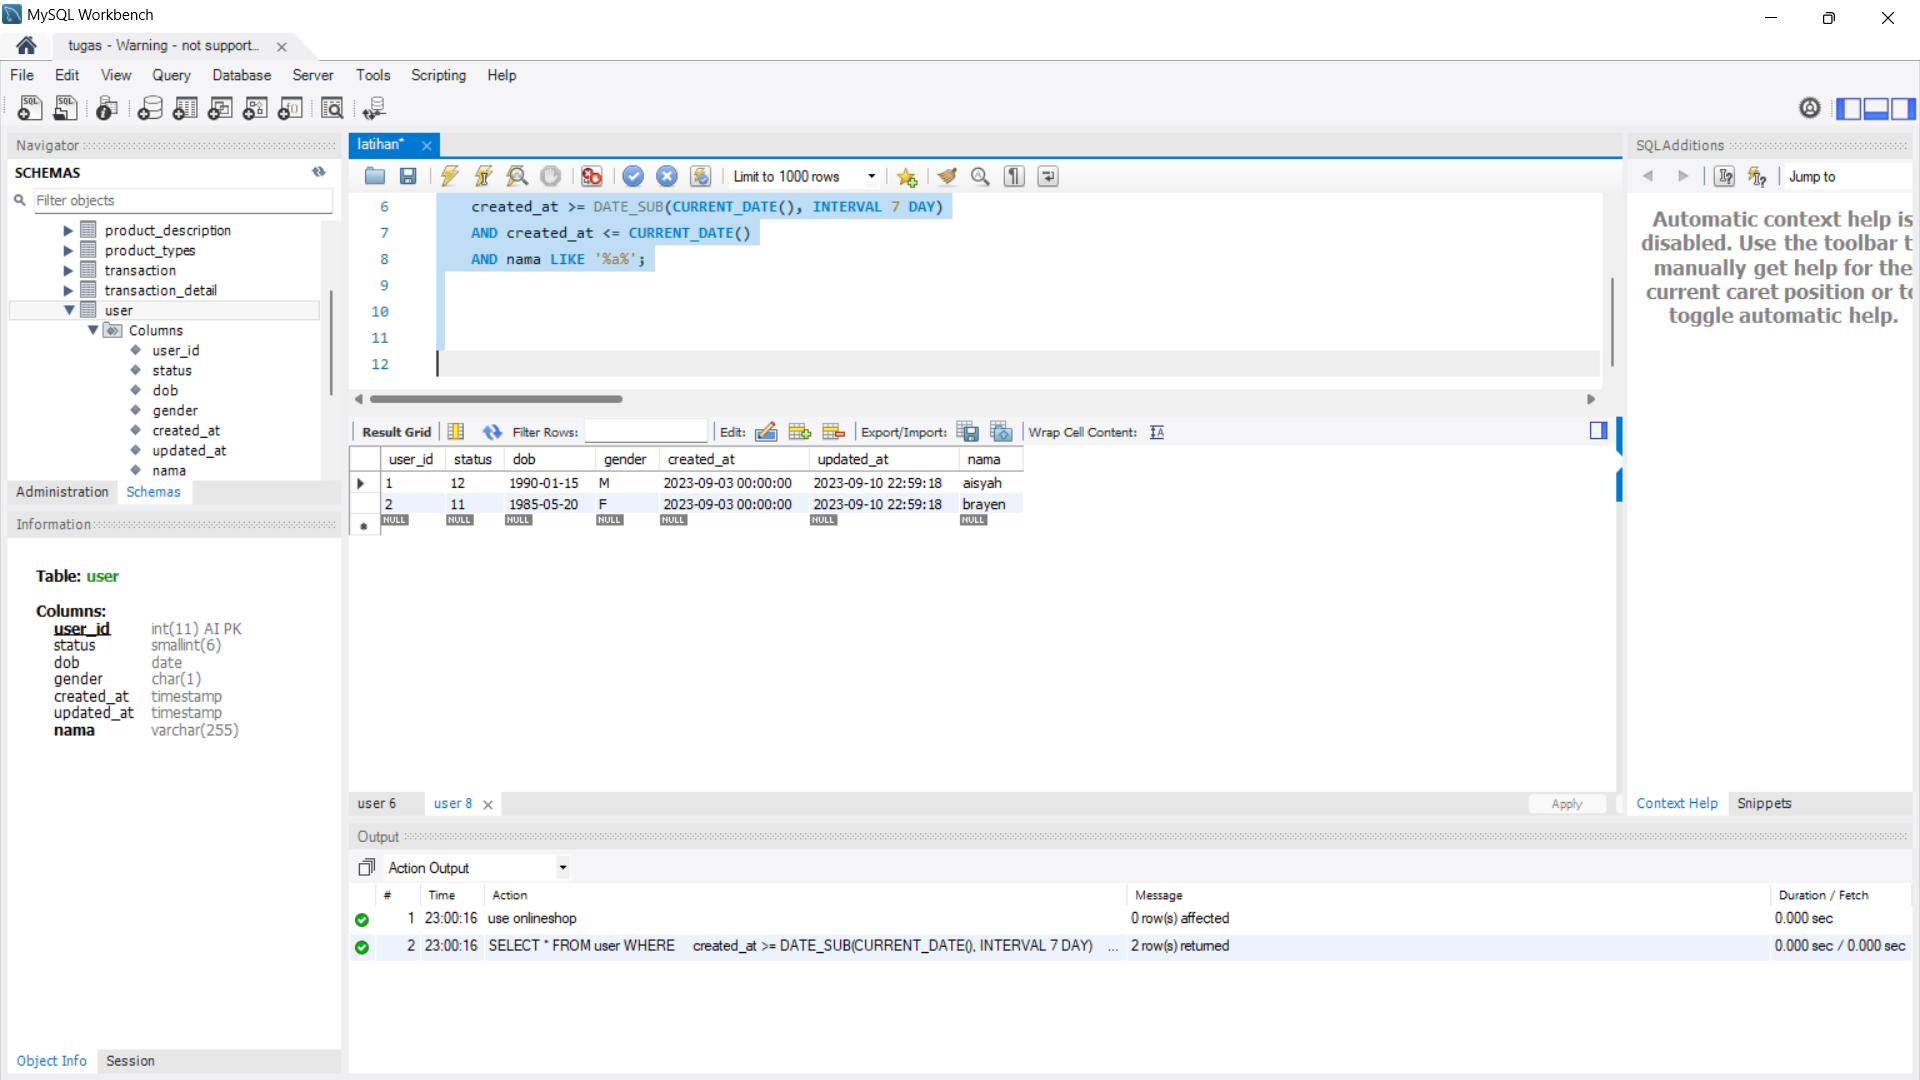 MySQL Workbench
tugas - Warning - not support...
File Edit View Query Database Server Tools Scripting Help
Navigator
SCHEMAS
Filter objects
product_description
product_types
transaction
transaction_detail
user
Columns
user_id
status
dob
gender
created_at
updated_at
nama
Administration Schemas
Information
Table: user
Columns:
user_id int(11) AI PK
status smallint(6)
dob date
gender char(1)
created_at timestamp
updated_at timestamp
nama varchar(255)
Object Info Session
latihan*
Limit to 1000 rows
6 created_at >= DATE_SUB(CURRENT_DATE(), INTERVAL 7 DAY)
7 AND created_at <= CURRENT_DATE()
8 AND nama LIKE '%a%';
9
10
11
12
Result Grid Filter Rows: Edit: Export/Import: Wrap Cell Content:
user_id status dob gender created_at updated_at nama
1 12 1990-01-15 M 2023-09-03 00:00:00 2023-09-10 22:59:18 aisyah
2 11 1985-05-20 F 2023-09-03 00:00:00 2023-09-10 22:59:18 brayen
NULL NULL NULL NULL NULL NULL NULL
user 6 user 8
Apply
Output
Action Output
# Time Action Message Duration / Fetch
1 23:00:16 use onlineshop 0 row(s) affected 0.000 sec
2 23:00:16 SELECT * FROM user WHERE created_at >= DATE_SUB(CURRENT_DATE(), INTERVAL 7 DAY) ... 2 row(s) returned 0.000 sec / 0.000 sec
SQLAdditions
Jump to
Automatic context help is
disabled. Use the toolbar t
manually get help for the
current caret position or to
toggle automatic help.
Context Help Snippets